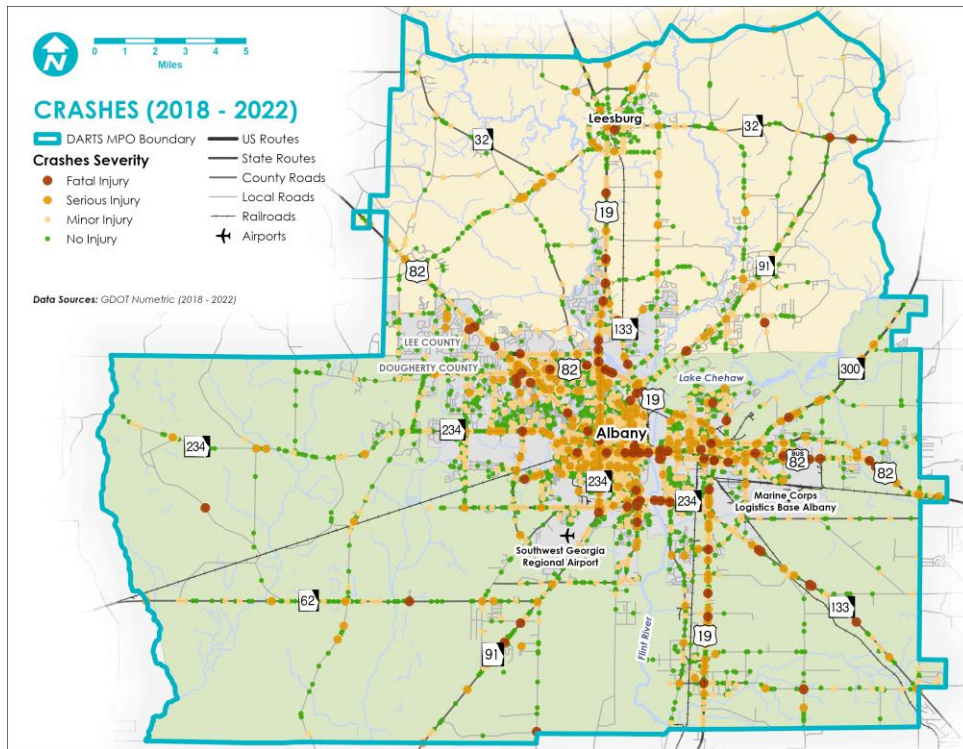 N
0 1 2 3 4 5
Miles
CRASHES (2018 - 2022)
DARTS MPO Boundary
Crashes Severity
Fatal Injury
Serious Injury
Minor Injury
No Injury
US Routes
State Routes
County Roads
Local Roads
Railroads
Airports
Data Sources: GDOT Numetric (2018 - 2022)
Leesburg
32
32
19
82
91
133
LEE COUNTY
DOUGHERTY COUNTY
82
Lake Chehaw
300
19
234
234
Albany
BUS
82
82
234
234
Marine Corps
Logistics Base Albany
Southwest Georgia
Regional Airport
62
133
Flint River
19
91